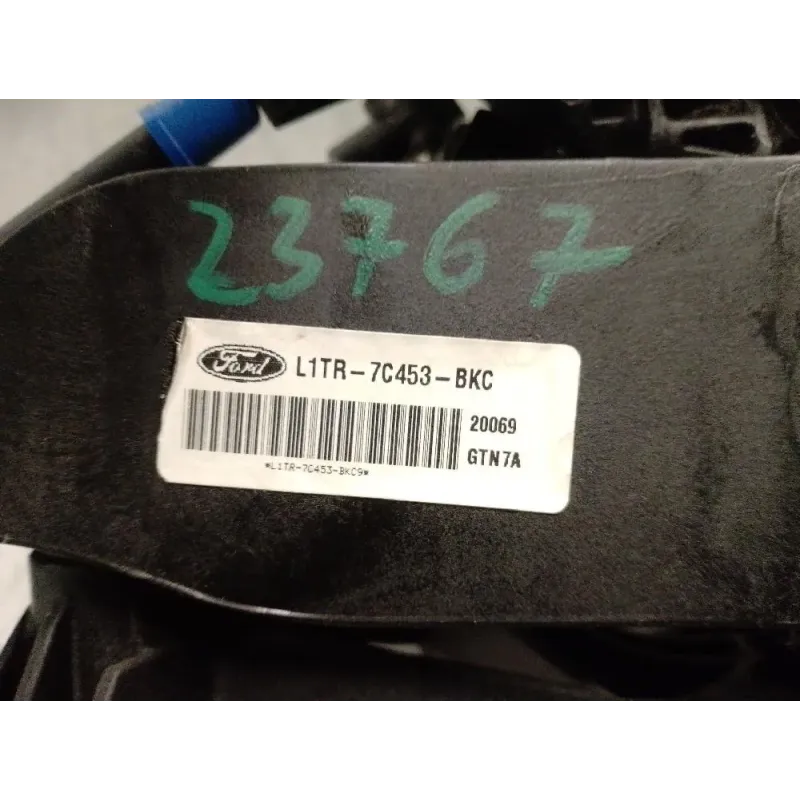 23767
Ford L1TR-7C453-BKC
20069
GTN7A
*L1TR-7C453-BKC9*